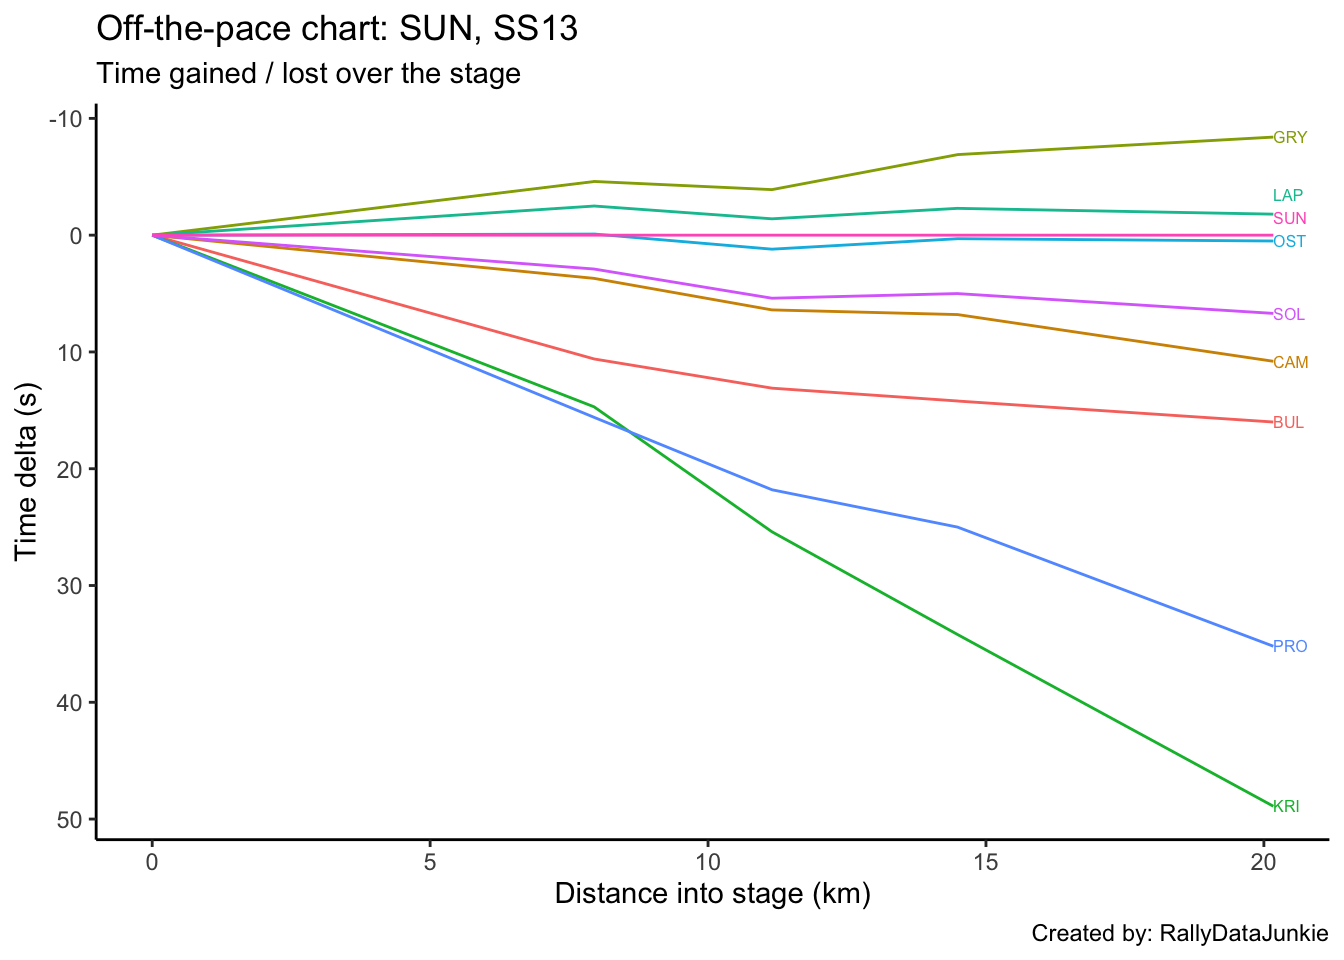 Off-the-pace chart: SUN, SS13
Time gained / lost over the stage
Time delta (s)
-10
0
10
20
30
40
50
GRY
LAP
SUN
OST
SOL
CAM
BUL
PRO
KRI
0 5 10 15 20
Distance into stage (km)
Created by: RallyDataJunkie